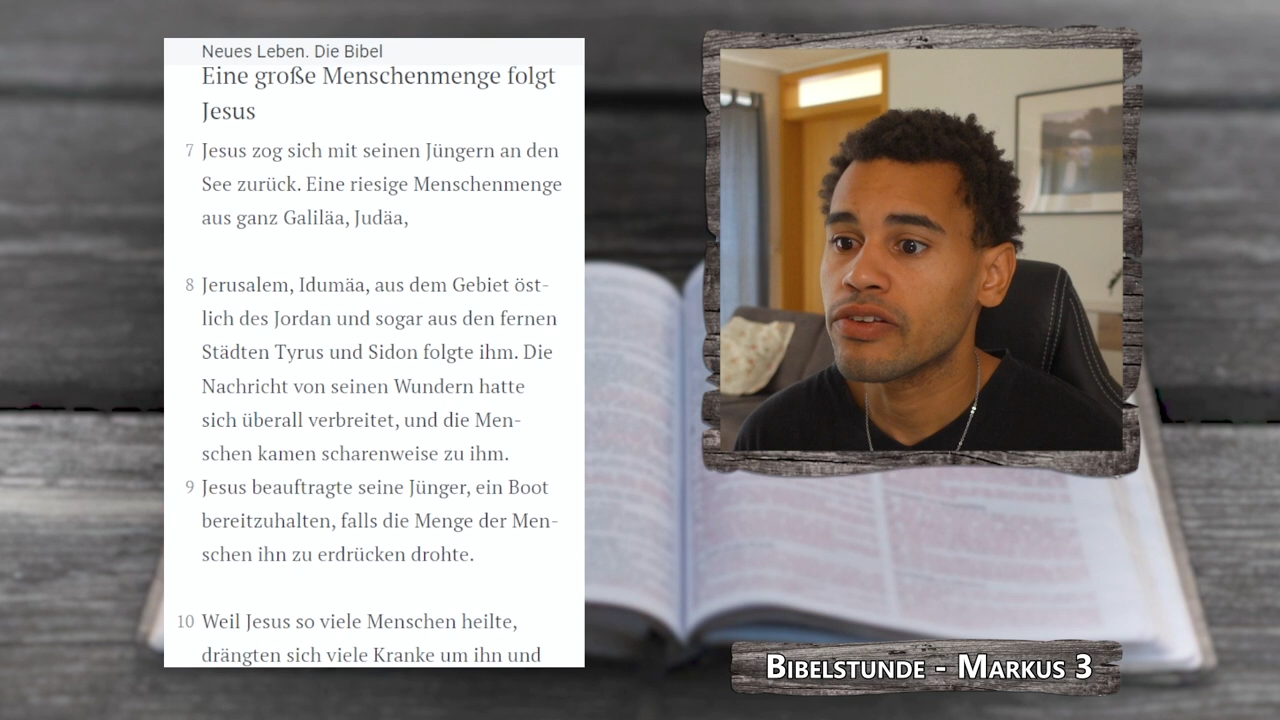 Neues Leben. Die Bibel
Eine große Menschenmenge folgt
Jesus
7 Jesus zog sich mit seinen Jüngern an den
See zurück. Eine riesige Menschenmenge
aus ganz Galiläa, Judäa,
8 Jerusalem, Idumäa, aus dem Gebiet öst-
lich des Jordan und sogar aus den fernen
Städten Tyrus und Sidon folgte ihm. Die
Nachricht von seinen Wundern hatte
sich überall verbreitet, und die Men-
schen kamen scharenweise zu ihm.
9 Jesus beauftragte seine Jünger, ein Boot
bereitzuhalten, falls die Menge der Men-
schen ihn zu erdrücken drohte.
10 Weil Jesus so viele Menschen heilte,
drängten sich viele Kranke um ihn und
Bibelstunde - Markus 3